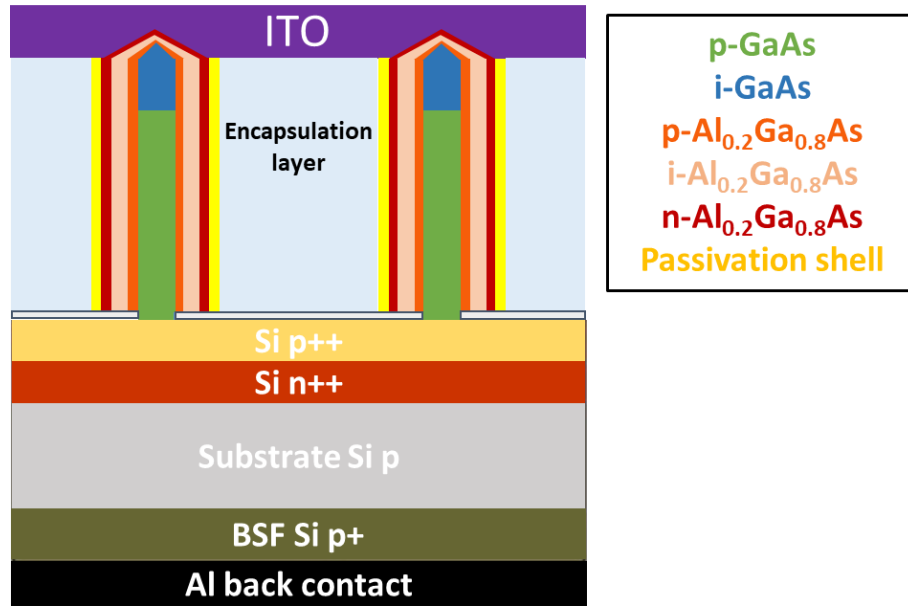 ITO
Encapsulation
layer
Si p++
Si n++
Substrate Si p
BSF Si p+
Al back contact
p-GaAs
i-GaAs
p-Al₀.₂Ga₀.₈As
i-Al₀.₂Ga₀.₈As
n-Al₀.₂Ga₀.₈As
Passivation shell